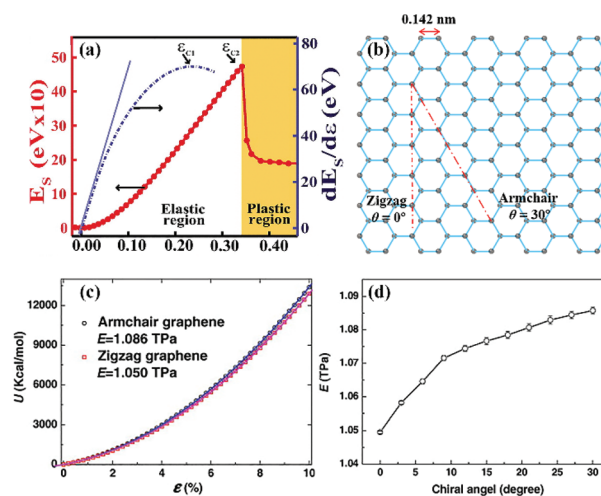 (a)
ε_C1
ε_C2
50
40
30
20
10
0
E_S (eV×10)
80
60
40
20
0
dE_S/dε (eV)
Elastic
region
Plastic
region
0.00 0.10 0.20 0.30 0.40
0.142 nm
(b)
Zigzag
θ = 0°
Armchair
θ = 30°
(c)
12000
9000
6000
3000
0
U (Kcal/mol)
Armchair graphene
E=1.086 TPa
Zigzag graphene
E=1.050 TPa
0 2 4 6 8 10
ε(%)
(d)
1.09
1.08
1.07
1.06
1.05
1.04
E (TPa)
0 5 10 15 20 25 30
Chiral angel (degree)